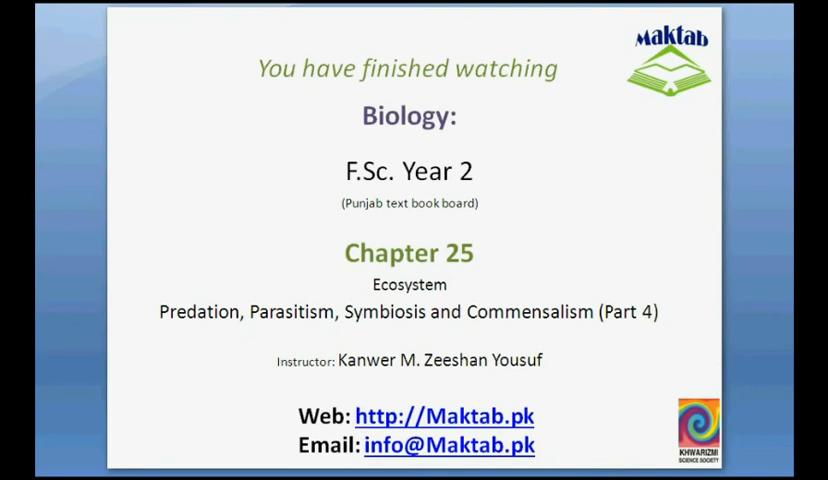 Maktab
You have finished watching
Biology:
F.Sc. Year 2
(Punjab text book board)
Chapter 25
Ecosystem
Predation, Parasitism, Symbiosis and Commensalism (Part 4)
Instructor: Kanwer M. Zeeshan Yousuf
Web: http://Maktab.pk
Email: info@Maktab.pk
KHWARIZMI
SCIENCE SOCIETY